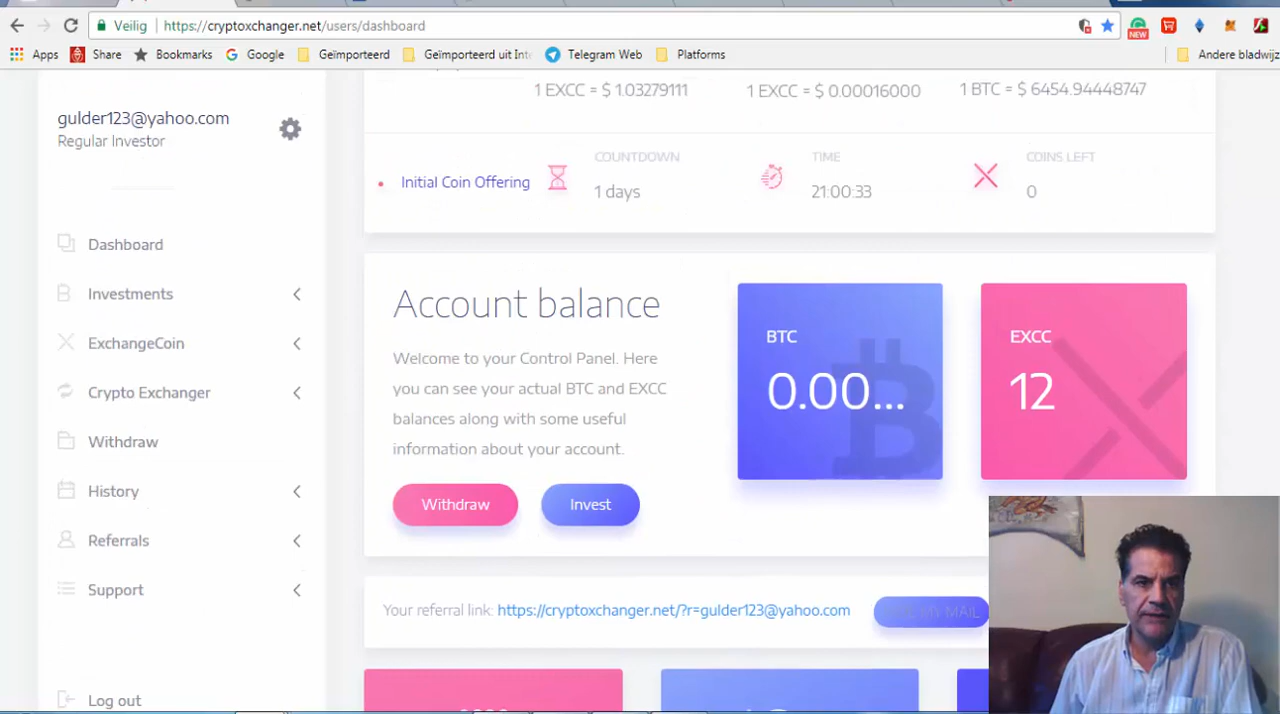 Veilig https://cryptoxchanger.net/users/dashboard
NEW
Apps Share Bookmarks Google Geïmporteerd Geïmporteerd uit Inte Telegram Web Platforms Andere bladwijz
gulder123@yahoo.com
Regular Investor
Dashboard
Investments
ExchangeCoin
Crypto Exchanger
Withdraw
History
Referrals
Support
Log out
1 EXCC = $ 1.03279111 1 EXCC = $ 0.00016000 1 BTC = $ 6454.94448747
Initial Coin Offering
COUNTDOWN
1 days
TIME
21:00:33
COINS LEFT
0
Account balance
Welcome to your Control Panel. Here
you can see your actual BTC and EXCC
balances along with some useful
information about your account.
Withdraw Invest
BTC
0.00...
EXCC
12
Your referral link: https://cryptoxchanger.net/?r=gulder123@yahoo.com
MY MAIL